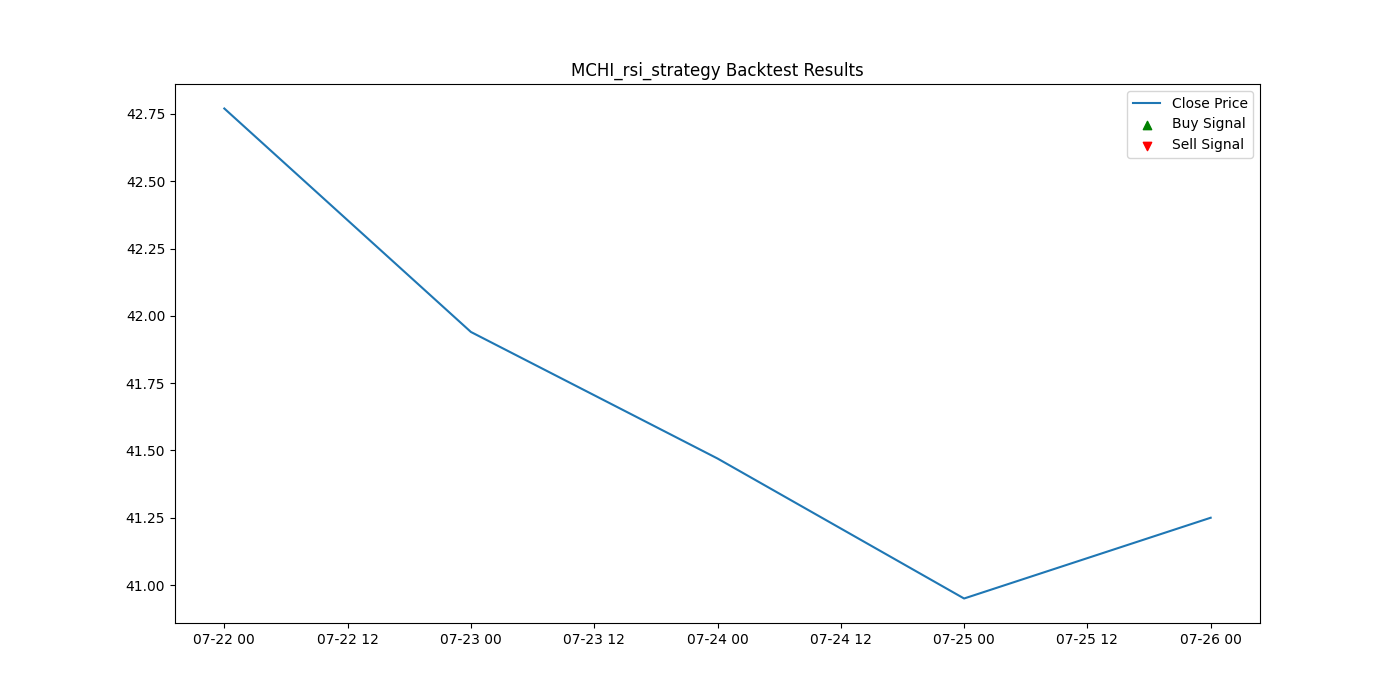 MCHI_rsi_strategy Backtest Results
Close Price
Buy Signal
Sell Signal
42.75
42.50
42.25
42.00
41.75
41.50
41.25
41.00
07-22 00 07-22 12 07-23 00 07-23 12 07-24 00 07-24 12 07-25 00 07-25 12 07-26 00